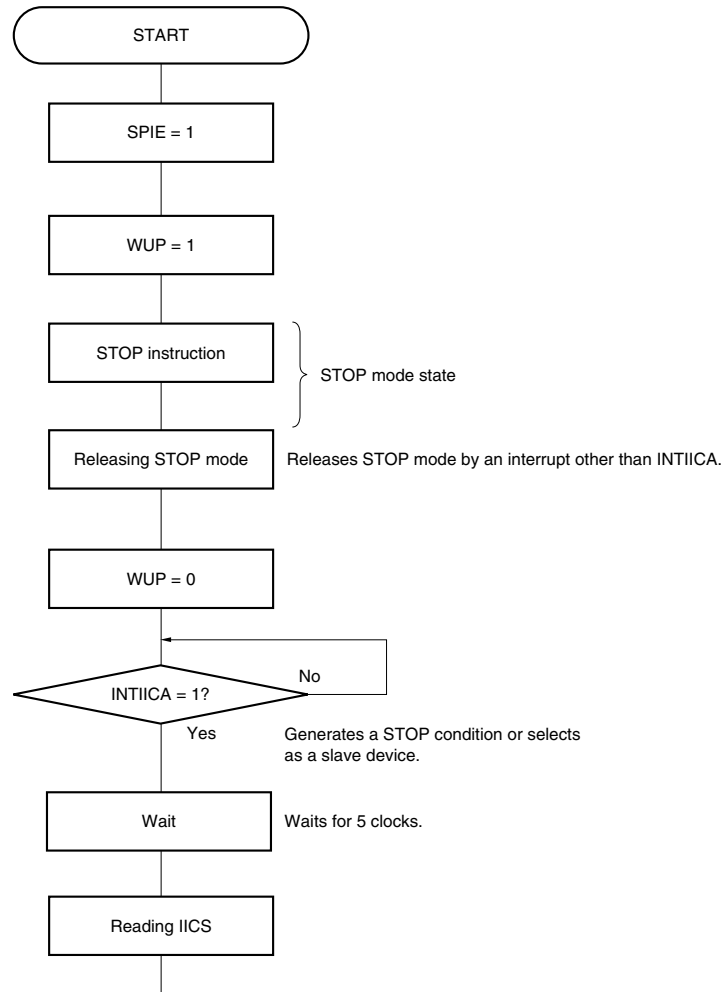 START
SPIE = 1
WUP = 1
STOP instruction
STOP mode state
Releasing STOP mode
Releases STOP mode by an interrupt other than INTIICA.
WUP = 0
No
INTIICA = 1?
Yes
Generates a STOP condition or selects
as a slave device.
Wait
Waits for 5 clocks.
Reading IICS